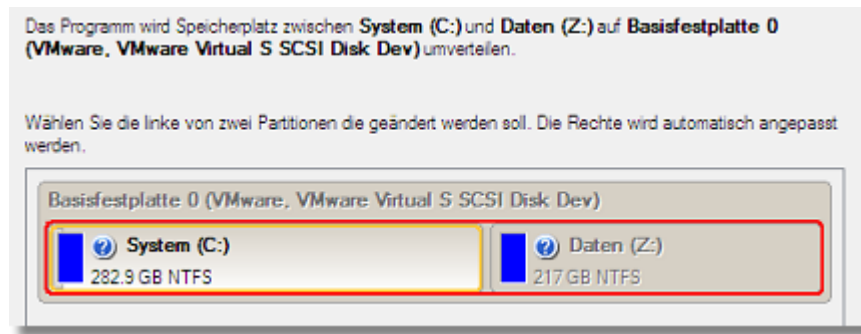 Das Programm wird Speicherplatz zwischen System (C:) und Daten (Z:) auf Basisfestplatte 0
(VMware, VMware Virtual S SCSI Disk Dev) umverteilen.
Wählen Sie die linke von zwei Partitionen die geändert werden soll. Die Rechte wird automatisch angepasst
werden.
Basisfestplatte 0 (VMware, VMware Virtual S SCSI Disk Dev)
System (C:)
282.9 GB NTFS
Daten (Z:)
217 GB NTFS